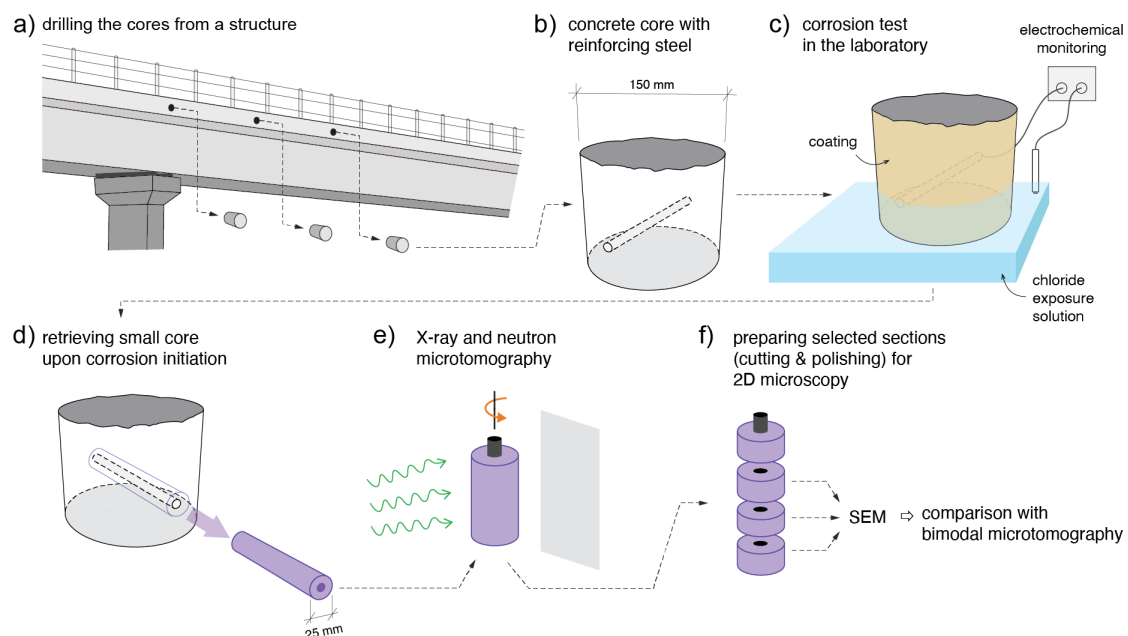 a) drilling the cores from a structure
b) concrete core with
reinforcing steel
150 mm
c) corrosion test
in the laboratory
electrochemical
monitoring
coating
chloride
exposure
solution
d) retrieving small core
upon corrosion initiation
25 mm
e) X-ray and neutron
microtomography
f) preparing selected sections
(cutting & polishing) for
2D microscopy
SEM ⇨ comparison with
bimodal microtomography